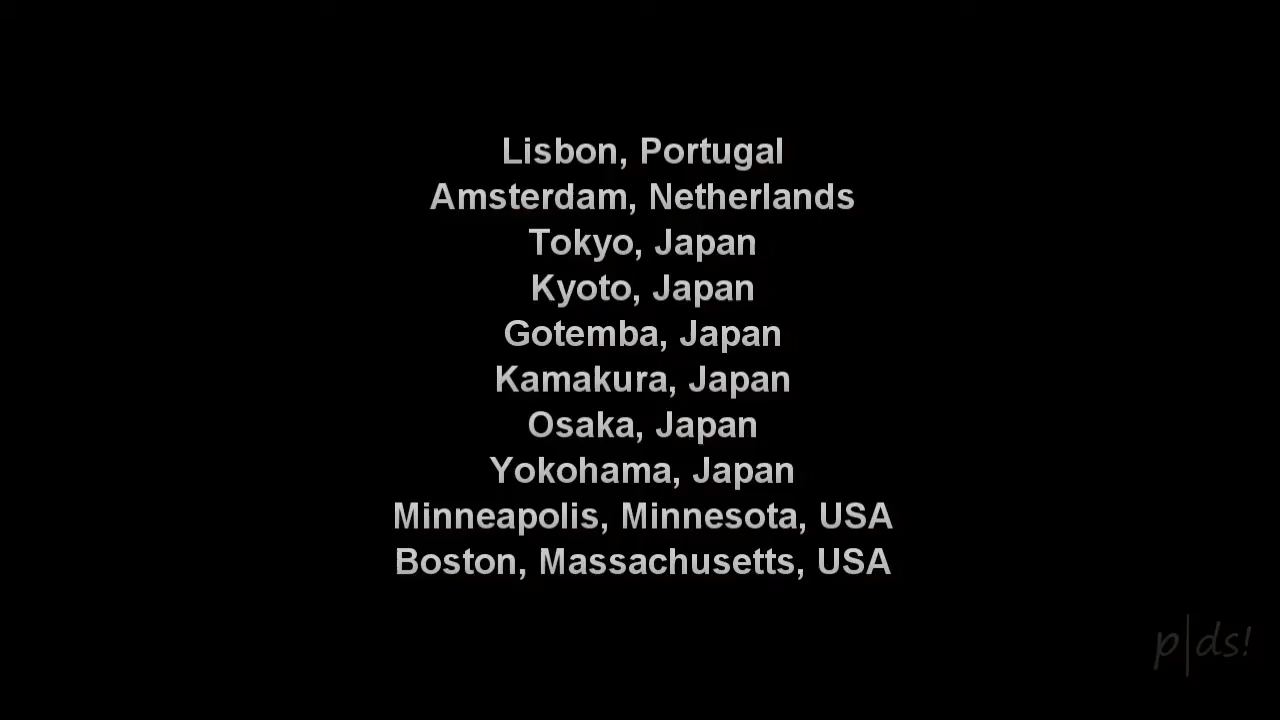 Lisbon, Portugal
Amsterdam, Netherlands
Tokyo, Japan
Kyoto, Japan
Gotemba, Japan
Kamakura, Japan
Osaka, Japan
Yokohama, Japan
Minneapolis, Minnesota, USA
Boston, Massachusetts, USA
p|ds!